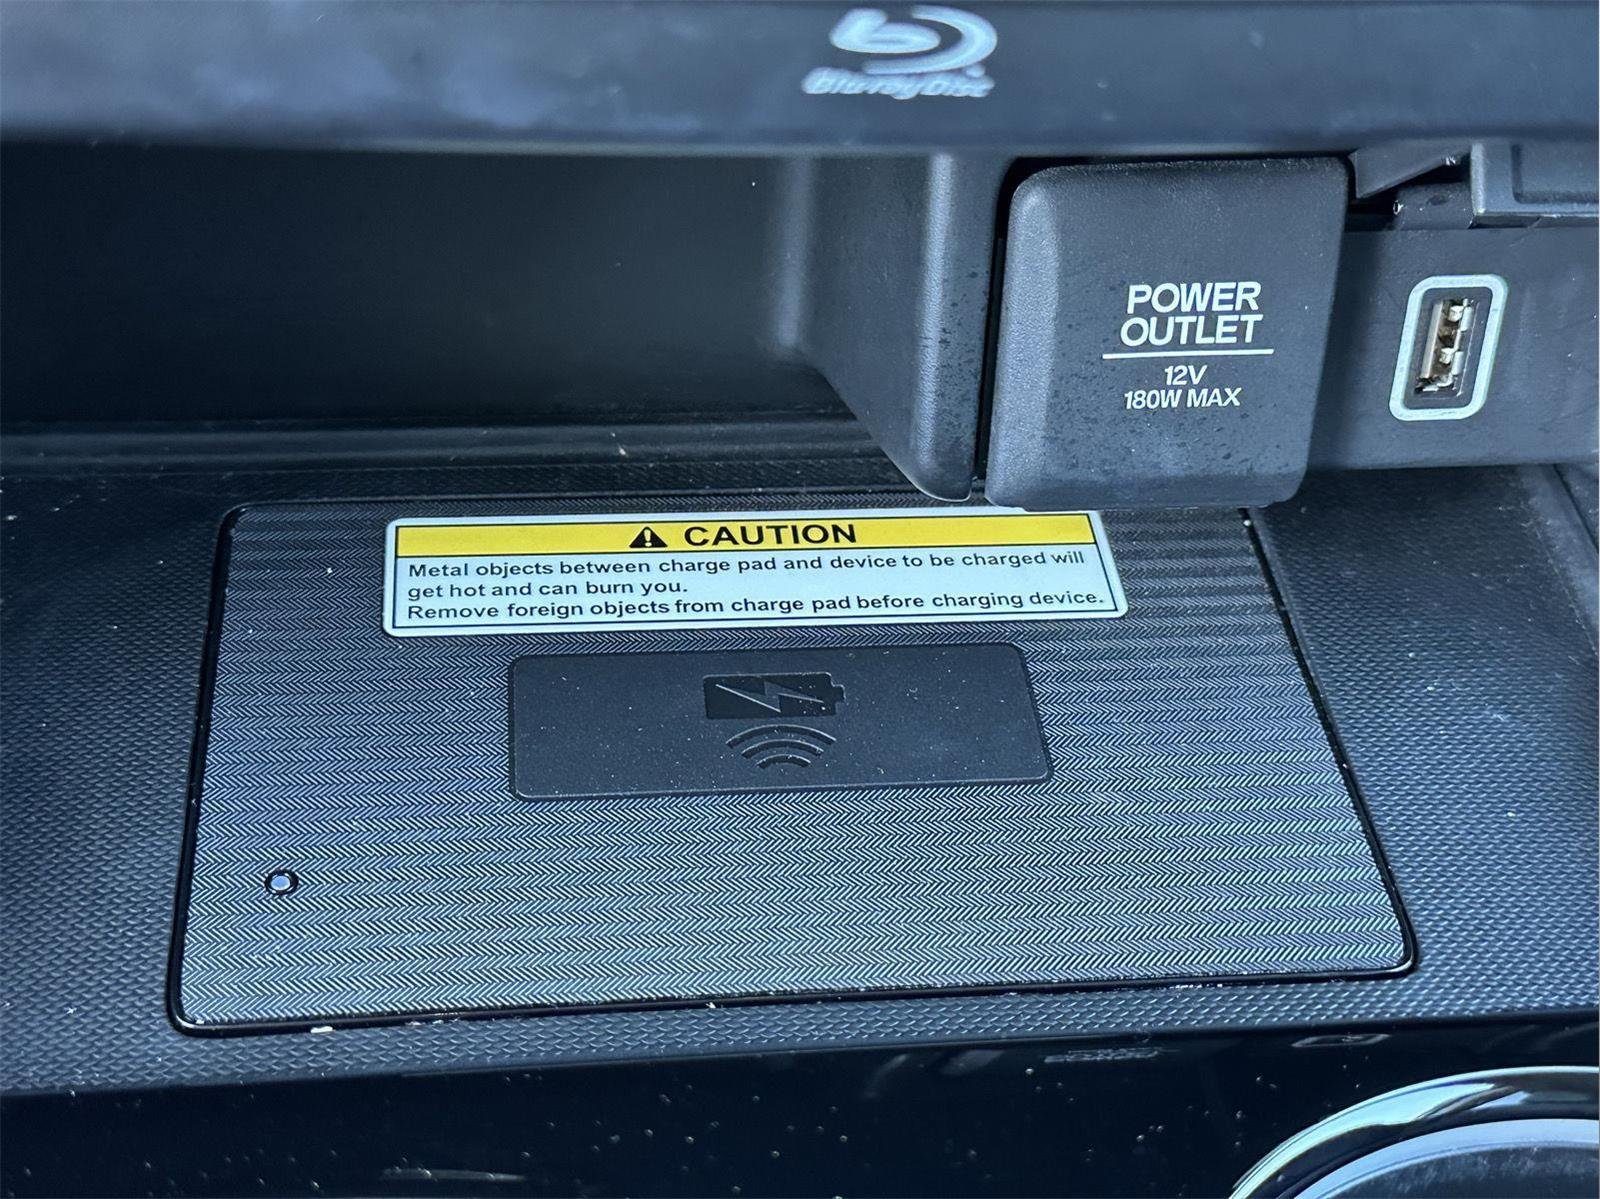 Blu-ray Disc
POWER
OUTLET
12V
180W MAX
CAUTION
Metal objects between charge pad and device to be charged will
get hot and can burn you.
Remove foreign objects from charge pad before charging device.